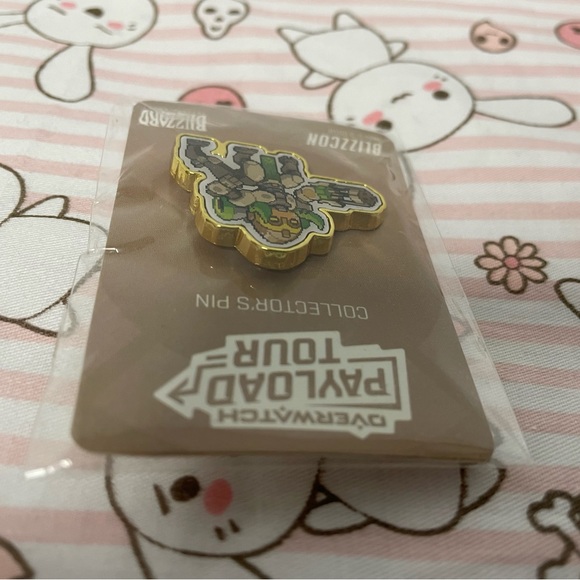 OVERWATCH
PAYLOAD
TOUR
COLLECTOR'S PIN
BLIZZCON
BLIZZARD